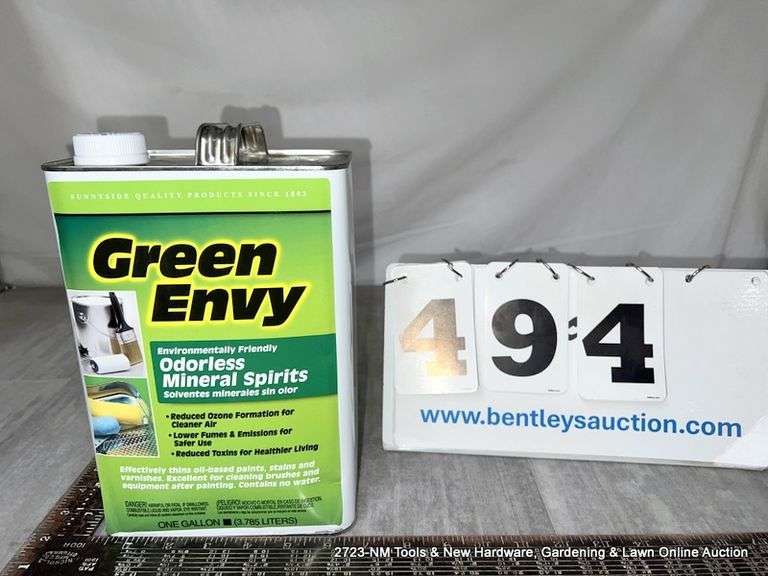 SUNNYSIDE QUALITY PRODUCTS SINCE 1893
Green
Envy
Environmentally Friendly
Odorless
Mineral Spirits
Solventes minerales sin olor
• Reduced Ozone Formation for
Cleaner Air
• Lower Fumes & Emissions for
Safer Use
• Reduced Toxins for Healthier Living
Effectively thins oil-based paints, stains and
varnishes. Excellent for cleaning brushes and
equipment after painting. Contains no water.
DANGER!
¡PELIGRO!
ONE GALLON (3.785 LITERS)
494
www.bentleysauction.com
2723-NM Tools & New Hardware, Gardening & Lawn Online Auction